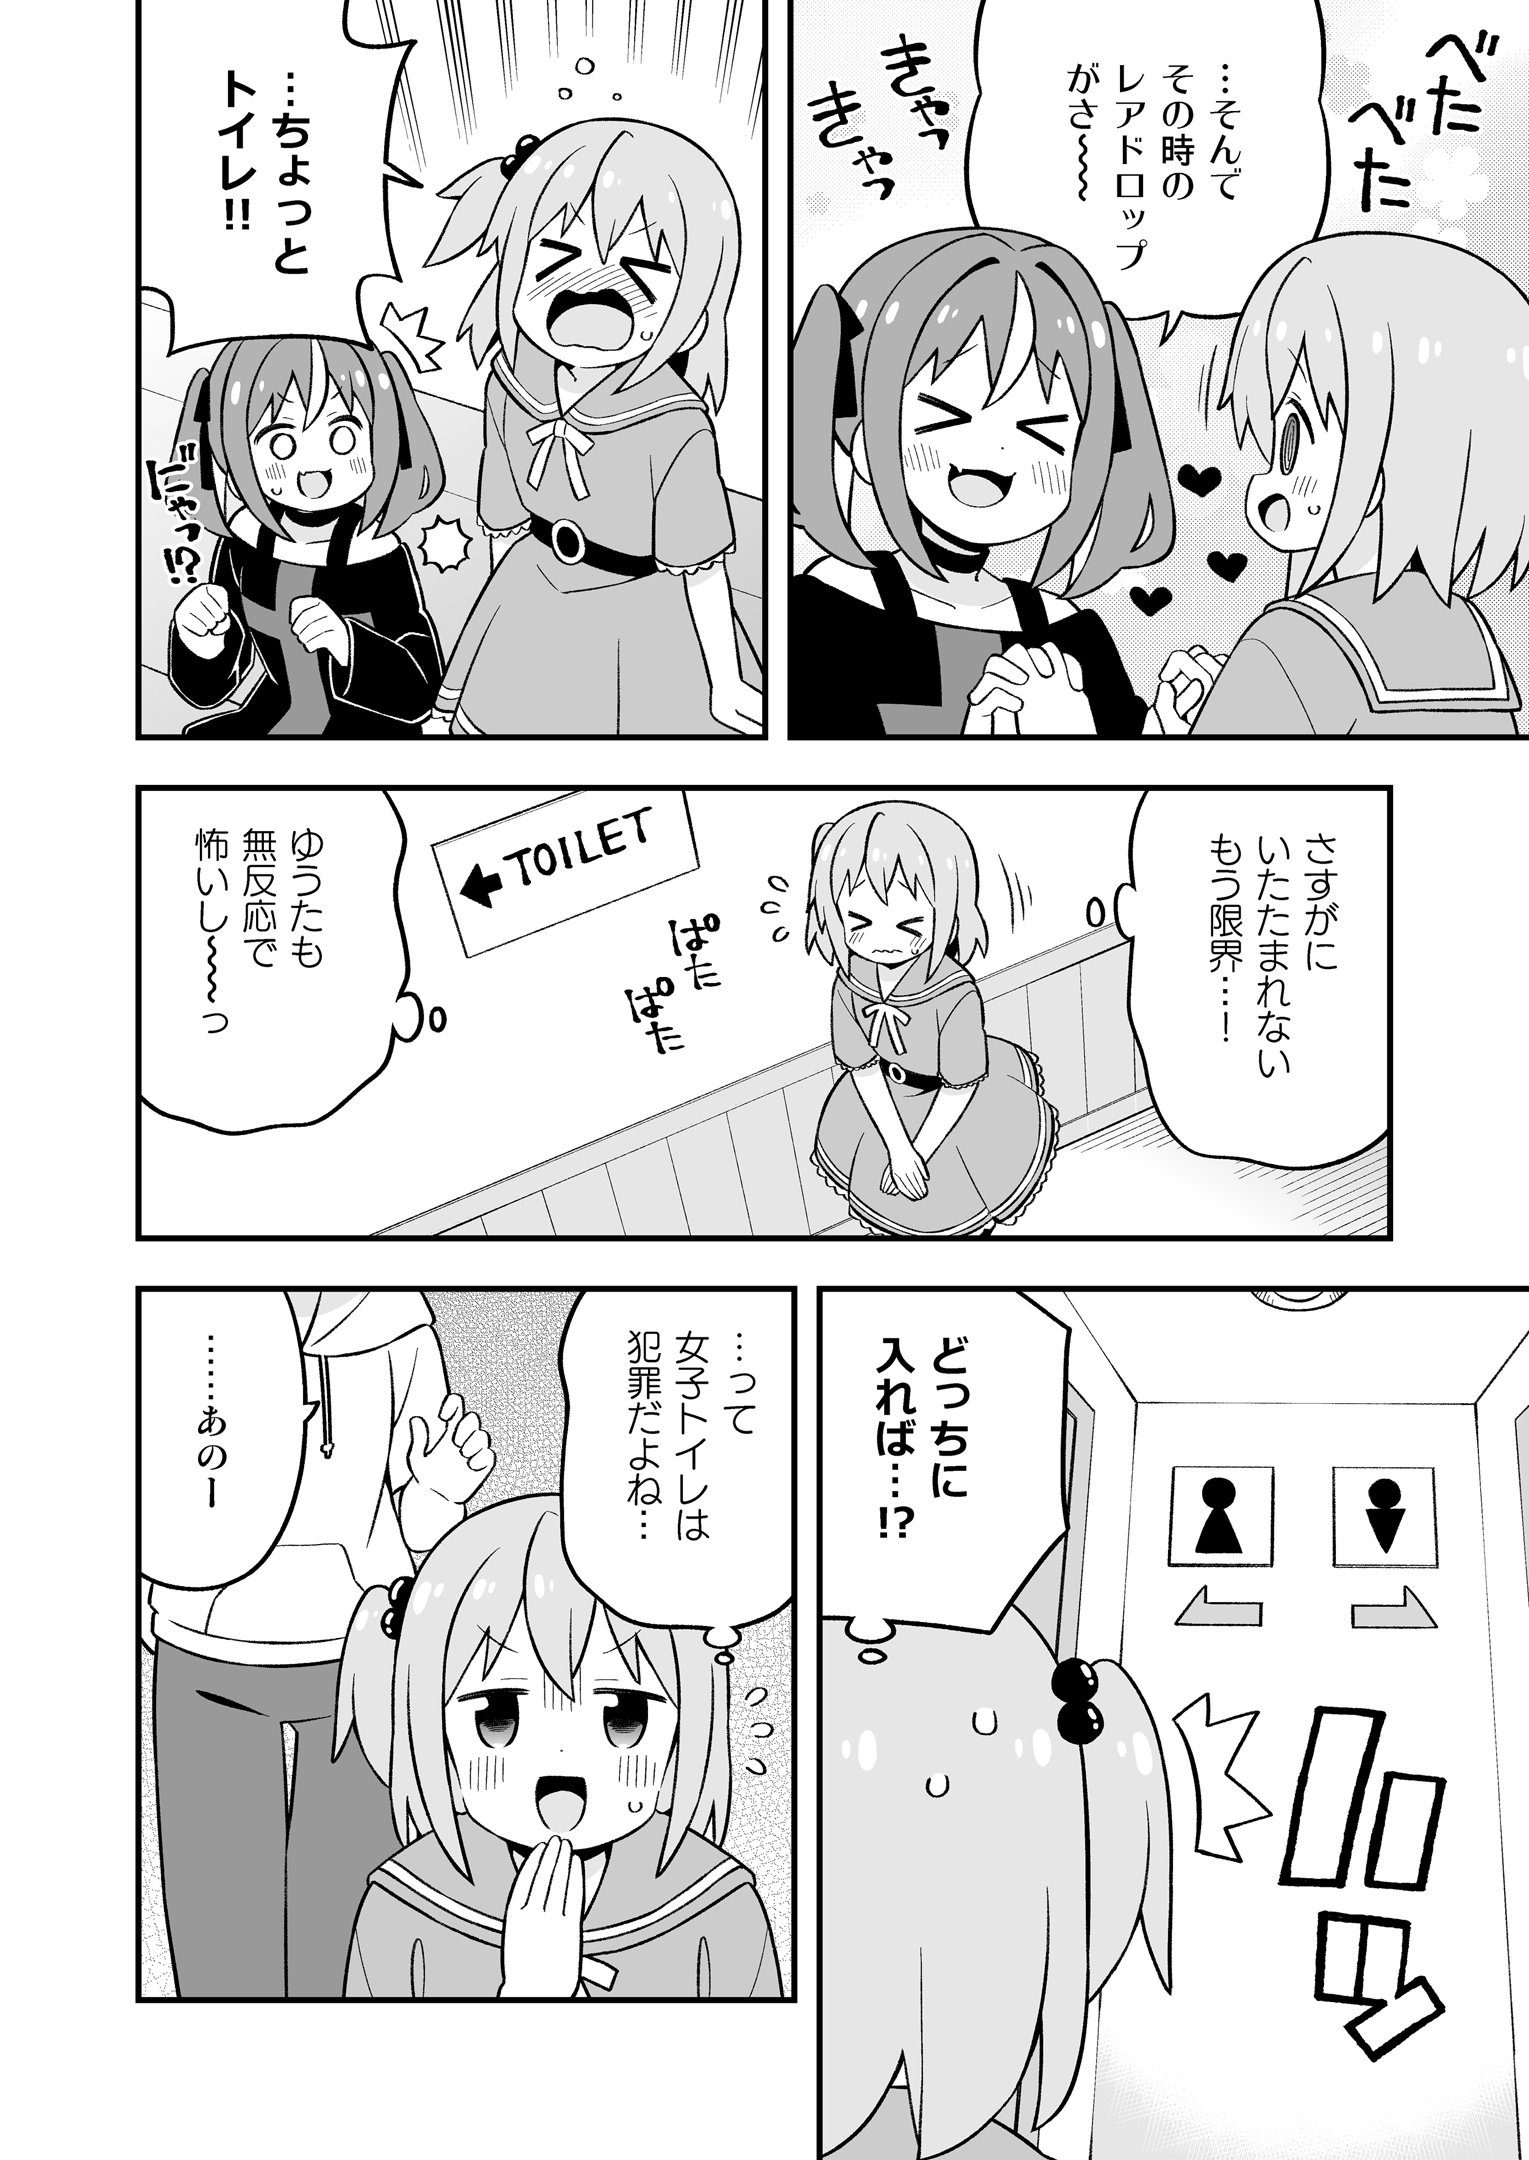 べた
べた
…そんで
その時の
レアドロップ
がさ〜〜〜
きゃっ
きゃっ
…ちょっと
トイレ!!
じゃっ!?
さすがに
いたたまれない
もう限界…!
TOILET
ぱた
ぱた
ゆうたも
無反応で
怖いし〜〜〜っ
どっちに
入れば…!?
…って
女子トイレは
犯罪だよね…
……あのー